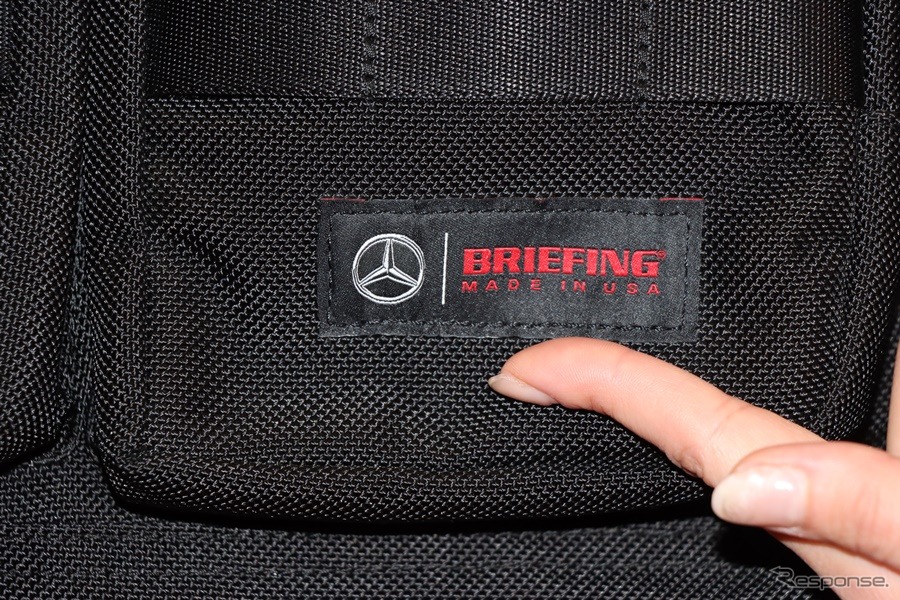 BRIEFING®
MADE IN USA
Response.